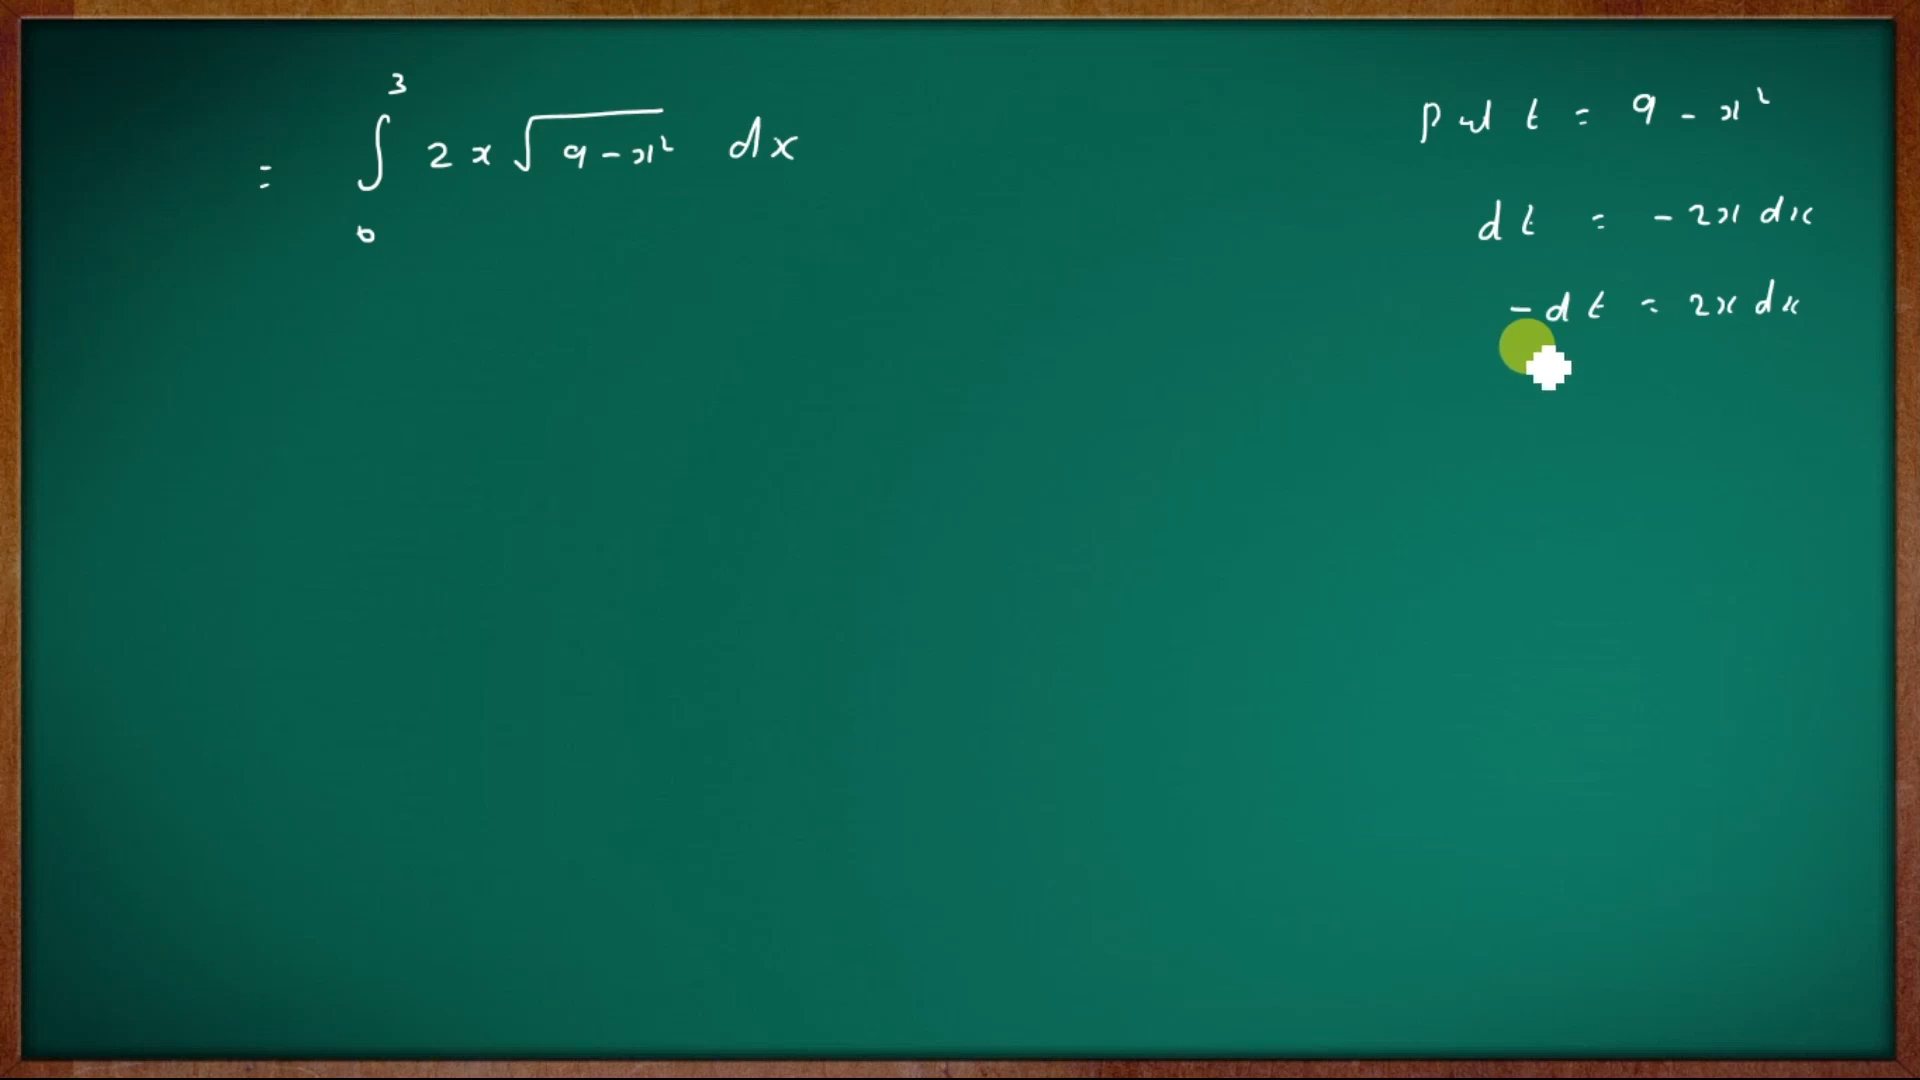 = ∫₀³ 2x √(9-x²) dx
Put t = 9 - x²
dt = -2x dx
-dt = 2x dx